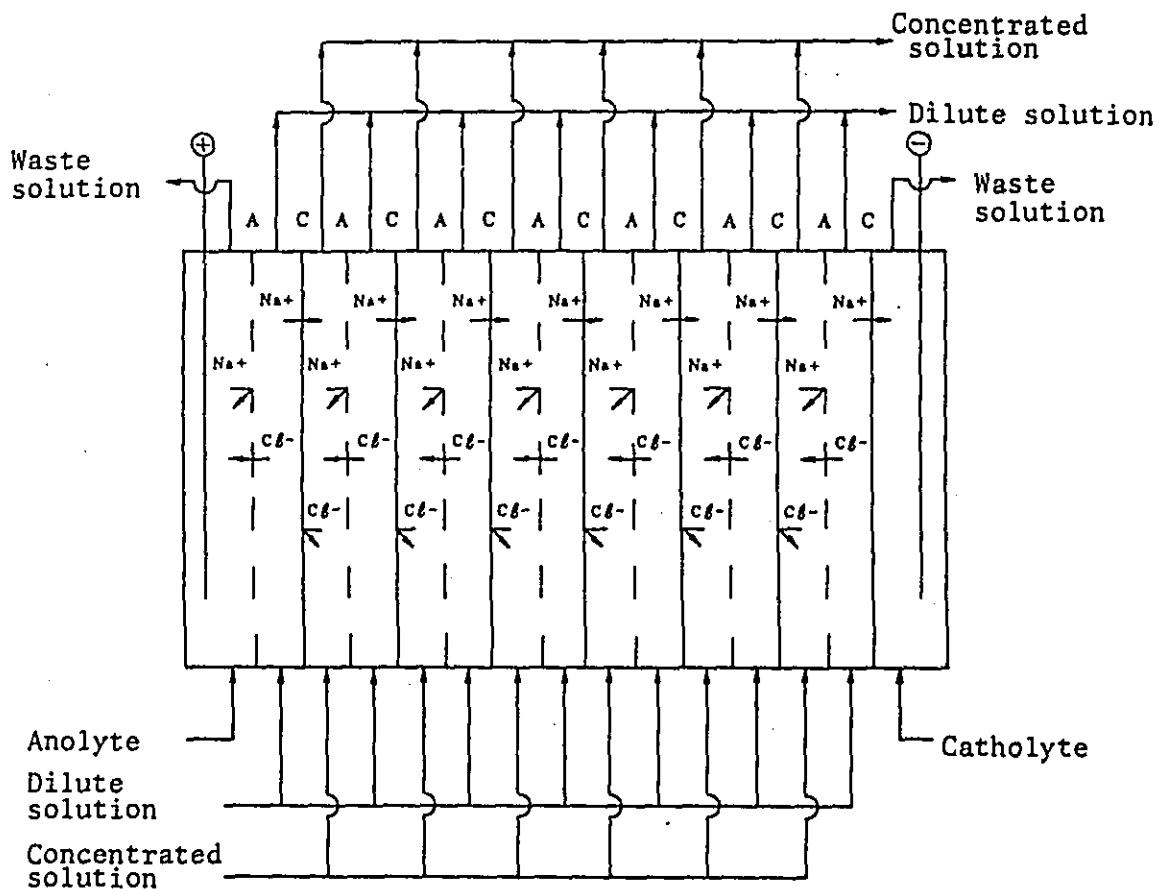 Concentrated
solution
Dilute solution
⊕
⊖
Waste
solution
Waste
solution
A C A C A C A C A C A C A C
Na+ Na+ Na+ Na+ Na+ Na+ Na+
Na+ Na+ Na+ Na+ Na+ Na+ Na+
Cℓ- Cℓ- Cℓ- Cℓ- Cℓ- Cℓ- Cℓ-
Cℓ- Cℓ- Cℓ- Cℓ- Cℓ- Cℓ-
Anolyte
Catholyte
Dilute
solution
Concentrated
solution